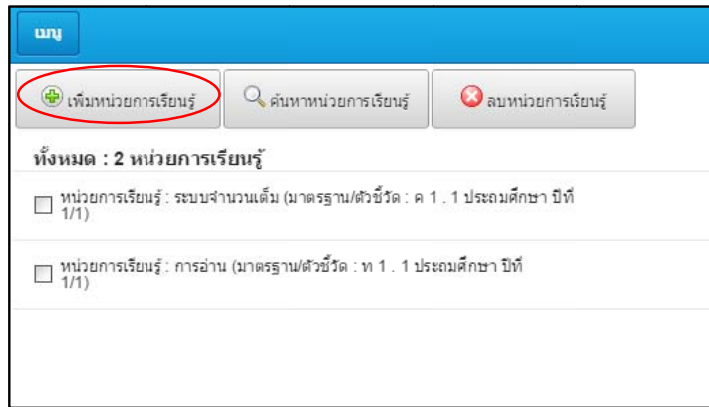 เมนู
เพิ่มหน่วยการเรียนรู้ ค้นหาหน่วยการเรียนรู้ ลบหน่วยการเรียนรู้
ทั้งหมด : 2 หน่วยการเรียนรู้
หน่วยการเรียนรู้ : ระบบจำนวนเต็ม (มาตรฐาน/ตัวชี้วัด : ค 1 . 1 ประถมศึกษา ปีที่
1/1)
หน่วยการเรียนรู้ : การอ่าน (มาตรฐาน/ตัวชี้วัด : ท 1 . 1 ประถมศึกษา ปีที่
1/1)